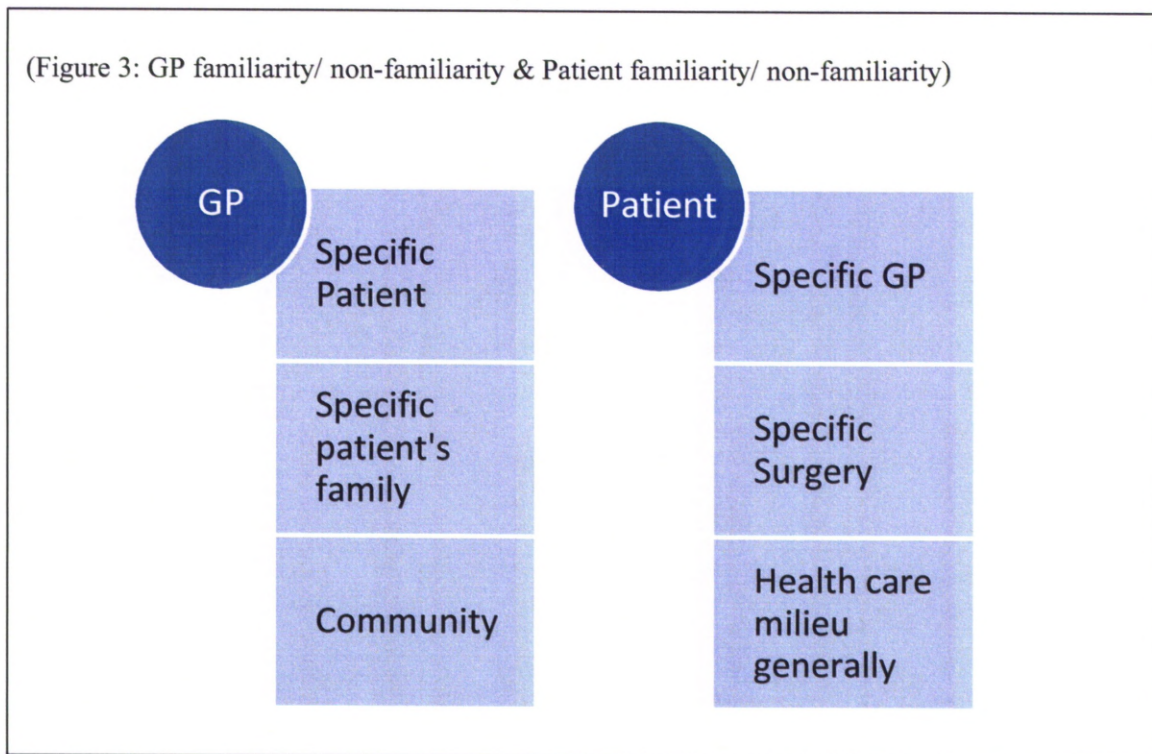 (Figure 3: GP familiarity/ non-familiarity & Patient familiarity/ non-familiarity)
GP
Specific
Patient
Specific
patient's
family
Community
Patient
Specific GP
Specific
Surgery
Health care
milieu
generally